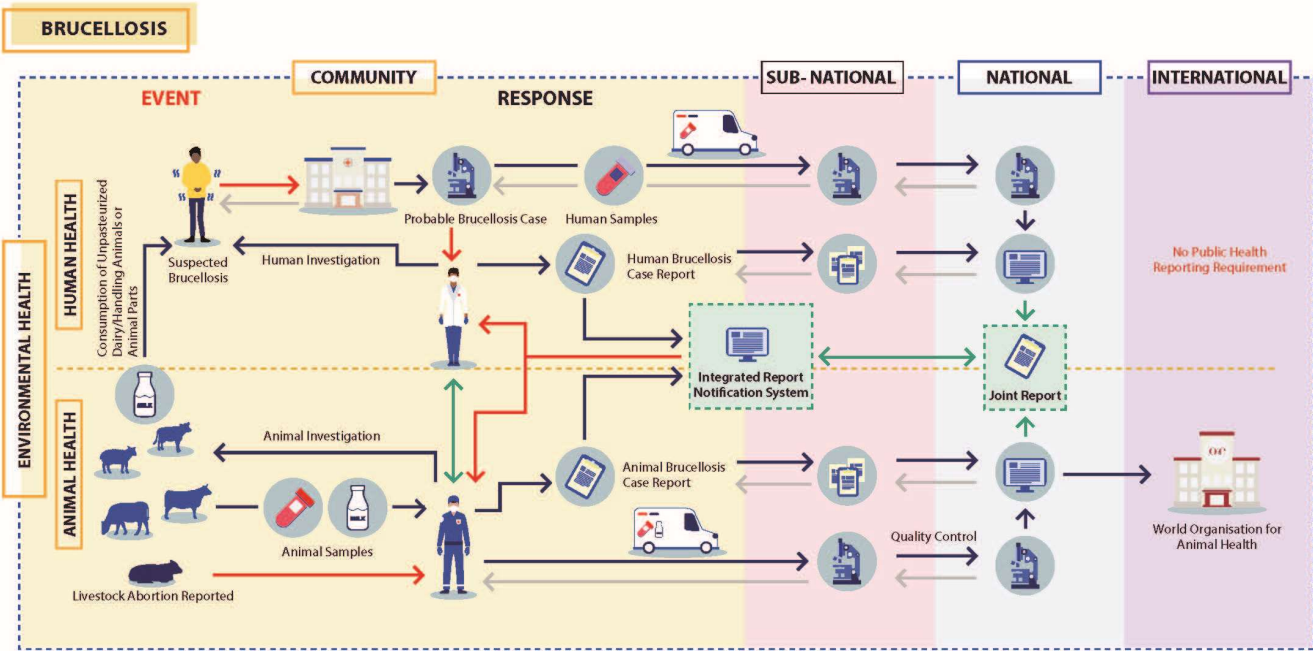 BRUCELLOSIS
COMMUNITY
SUB- NATIONAL
NATIONAL
INTERNATIONAL
EVENT
RESPONSE
ENVIRONMENTAL HEALTH
HUMAN HEALTH
Consumption of Unpasteurized
Dairy/Handling Animals or
Animal Parts
Suspected
Brucellosis
Probable Brucellosis Case
Human Samples
Human Investigation
Human Brucellosis
Case Report
No Public Health
Reporting Requirement
Integrated Report
Notification System
Joint Report
ANIMAL HEALTH
MILK
Animal Investigation
MILK
Animal Samples
Animal Brucellosis
Case Report
Quality Control
World Organisation for
Animal Health
Livestock Abortion Reported